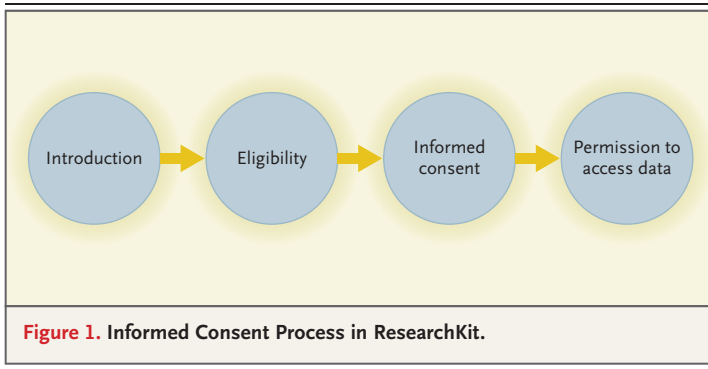 Introduction
Eligibility
Informed
consent
Permission to
access data
Figure 1. Informed Consent Process in ResearchKit.